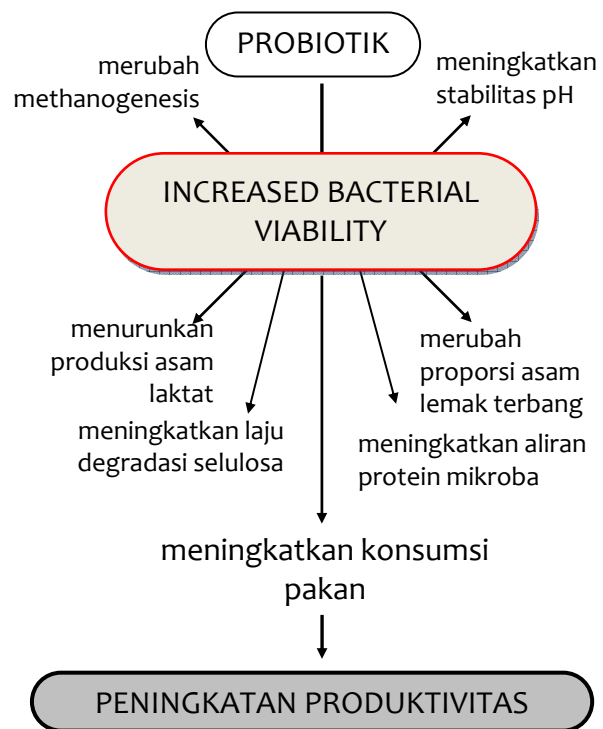 PROBIOTIK
merubah
methanogenesis
meningkatkan
stabilitas pH
INCREASED BACTERIAL
VIABILITY
menurunkan
produksi asam
laktat
merubah
proporsi asam
lemak terbang
meningkatkan laju
degradasi selulosa
meningkatkan aliran
protein mikroba
meningkatkan konsumsi
pakan
PENINGKATAN PRODUKTIVITAS